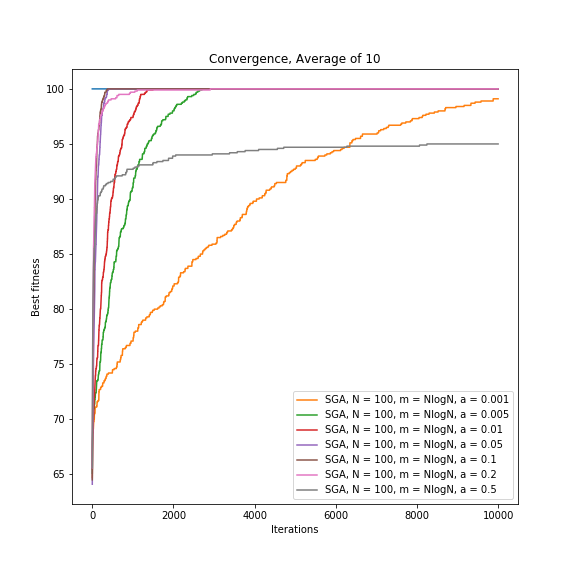 Convergence, Average of 10
Best fitness
100
95
90
85
80
75
70
65
SGA, N = 100, m = NlogN, a = 0.001
SGA, N = 100, m = NlogN, a = 0.005
SGA, N = 100, m = NlogN, a = 0.01
SGA, N = 100, m = NlogN, a = 0.05
SGA, N = 100, m = NlogN, a = 0.1
SGA, N = 100, m = NlogN, a = 0.2
SGA, N = 100, m = NlogN, a = 0.5
0 2000 4000 6000 8000 10000
Iterations